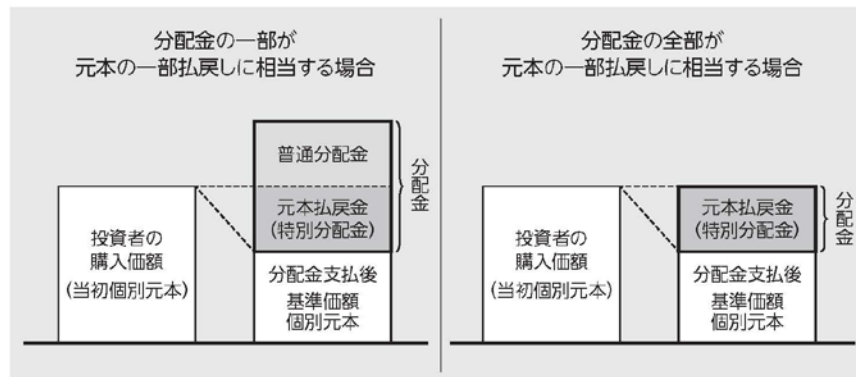 分配金の一部が
元本の一部払戻しに相当する場合
普通分配金
元本払戻金
(特別分配金)
分配金
投資者の
購入価額
(当初個別元本)
分配金支払後
基準価額
個別元本
分配金の全部が
元本の一部払戻しに相当する場合
元本払戻金
(特別分配金)
分配金
投資者の
購入価額
(当初個別元本)
分配金支払後
基準価額
個別元本